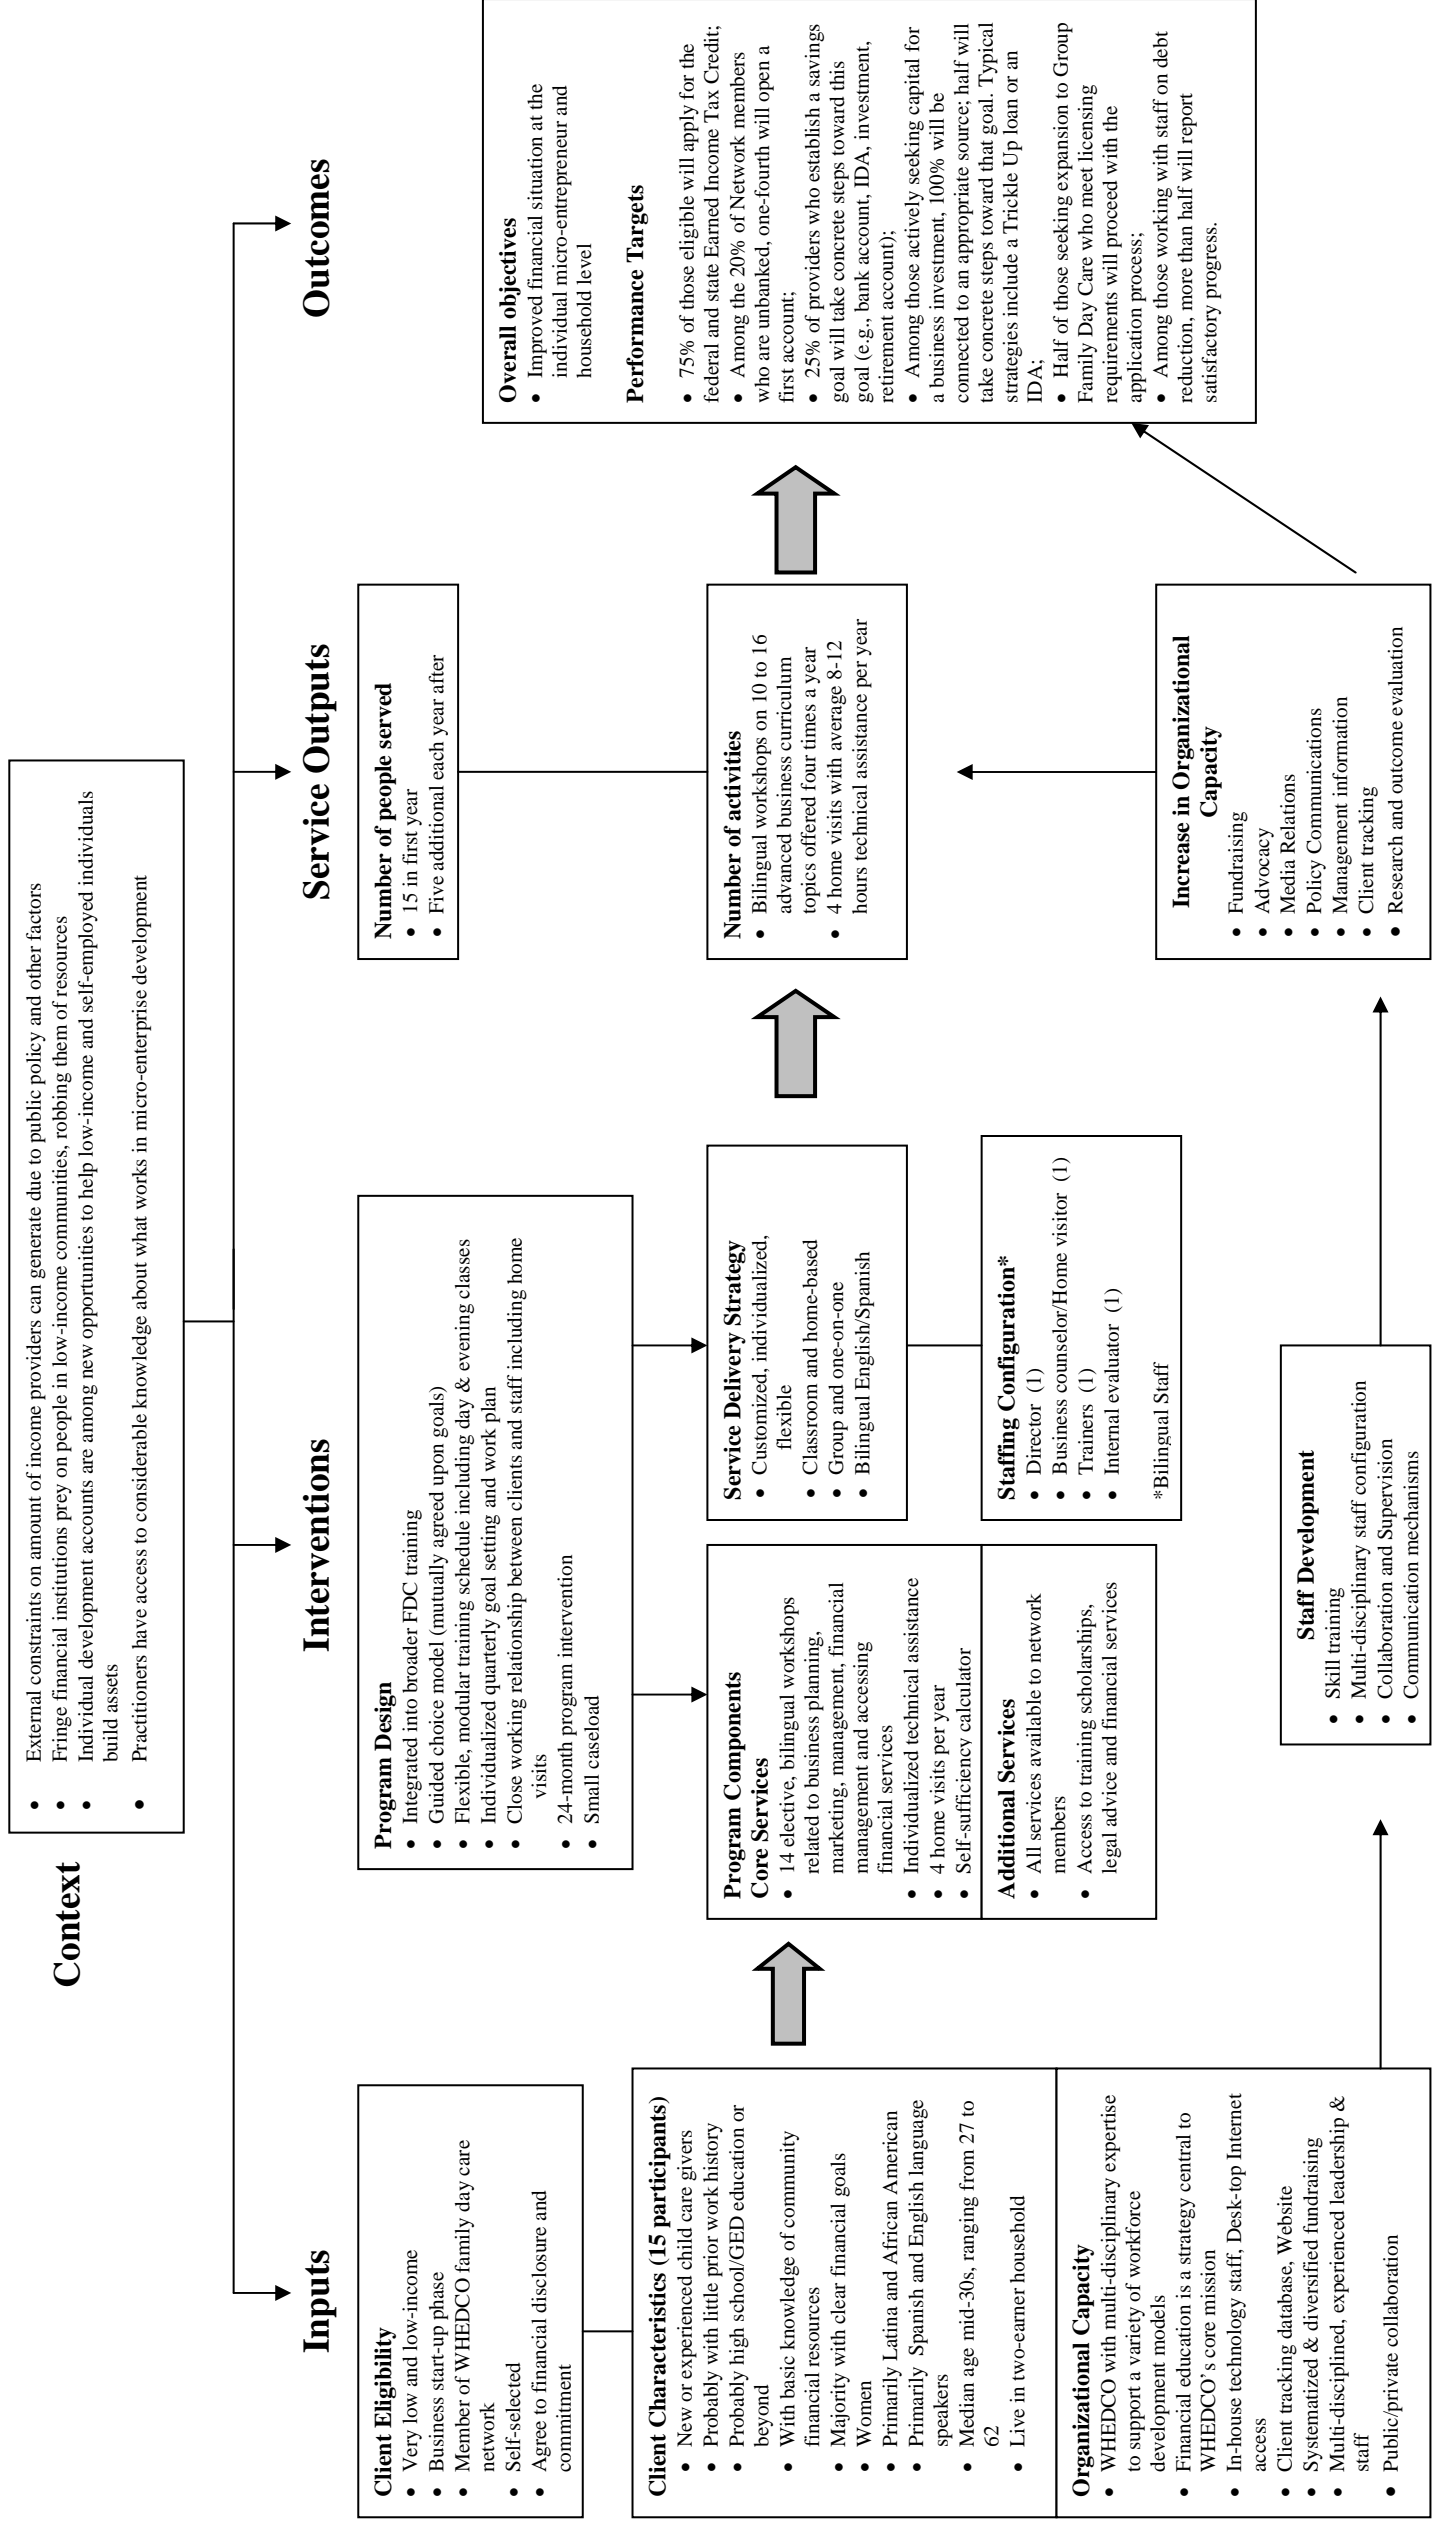 Context
• External constraints on amount of income providers can generate due to public policy and other factors
• Fringe financial institutions prey on people in low-income communities, robbing them of resources
• Individual development accounts are among new opportunities to help low-income and self-employed individuals
build assets
• Practitioners have access to considerable knowledge about what works in micro-enterprise development
Inputs
Client Eligibility
• Very low and low-income
• Business start-up phase
• Member of WHEDCO family day care
network
• Self-selected
• Agree to financial disclosure and
commitment
Client Characteristics (15 participants)
• New or experienced child care givers
• Probably with little prior work history
• Probably high school/GED education or
beyond
• With basic knowledge of community
financial resources
• Majority with clear financial goals
• Women
• Primarily Latina and African American
• Primarily Spanish and English language
speakers
• Median age mid-30s, ranging from 27 to
62
• Live in two-earner household
Organizational Capacity
• WHEDCO with multi-disciplinary expertise
to support a variety of workforce
development models
• Financial education is a strategy central to
WHEDCO's core mission
• In-house technology staff, Desk-top Internet
access
• Client tracking database, Website
• Systematized & diversified fundraising
• Multi-disciplined, experienced leadership &
staff
• Public/private collaboration
Interventions
Program Design
• Integrated into broader FDC training
• Guided choice model (mutually agreed upon goals)
• Flexible, modular training schedule including day & evening classes
• Individualized quarterly goal setting and work plan
• Close working relationship between clients and staff including home
visits
• 24-month program intervention
• Small caseload
Program Components
Core Services
• 14 elective, bilingual workshops
related to business planning,
marketing, management, financial
management and accessing
financial services
• Individualized technical assistance
• 4 home visits per year
• Self-sufficiency calculator
Additional Services
• All services available to network
members
• Access to training scholarships,
legal advice and financial services
Service Delivery Strategy
• Customized, individualized,
flexible
• Classroom and home-based
• Group and one-on-one
• Bilingual English/Spanish
Staffing Configuration*
• Director (1)
• Business counselor/Home visitor (1)
• Trainers (1)
• Internal evaluator (1)
*Bilingual Staff
Staff Development
• Skill training
• Multi-disciplinary staff configuration
• Collaboration and Supervision
• Communication mechanisms
Service Outputs
Number of people served
• 15 in first year
• Five additional each year after
Number of activities
• Bilingual workshops on 10 to 16
advanced business curriculum
topics offered four times a year
• 4 home visits with average 8-12
hours technical assistance per year
Increase in Organizational
Capacity
• Fundraising
• Advocacy
• Media Relations
• Policy Communications
• Management information
• Client tracking
• Research and outcome evaluation
Outcomes
Overall objectives
• Improved financial situation at the
individual micro-entrepreneur and
household level
Performance Targets
• 75% of those eligible will apply for the
federal and state Earned Income Tax Credit;
• Among the 20% of Network members
who are unbanked, one-fourth will open a
first account;
• 25% of providers who establish a savings
goal will take concrete steps toward this
goal (e.g., bank account, IDA, investment,
retirement account);
• Among those actively seeking capital for
a business investment, 100% will be
connected to an appropriate source; half will
take concrete steps toward that goal. Typical
strategies include a Trickle Up loan or an
IDA;
• Half of those seeking expansion to Group
Family Day Care who meet licensing
requirements will proceed with the
application process;
• Among those working with staff on debt
reduction, more than half will report
satisfactory progress.